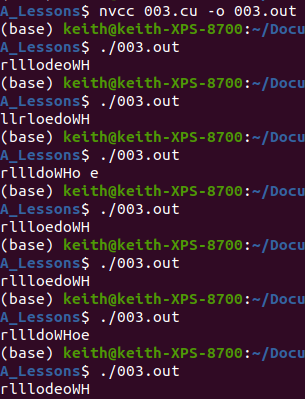 A_Lessons$ nvcc 003.cu -o 003.out
(base) keith@keith-XPS-8700:~/Docu
A_Lessons$ ./003.out
rlllodeoWH
(base) keith@keith-XPS-8700:~/Docu
A_Lessons$ ./003.out
llrloedoWH
(base) keith@keith-XPS-8700:~/Docu
A_Lessons$ ./003.out
rllldoWHo e
(base) keith@keith-XPS-8700:~/Docu
A_Lessons$ ./003.out
rllloedoWH
(base) keith@keith-XPS-8700:~/Docu
A_Lessons$ ./003.out
rllloedoWH
(base) keith@keith-XPS-8700:~/Docu
A_Lessons$ ./003.out
rllldoWHoe
(base) keith@keith-XPS-8700:~/Docu
A_Lessons$ ./003.out
rlllodeoWH